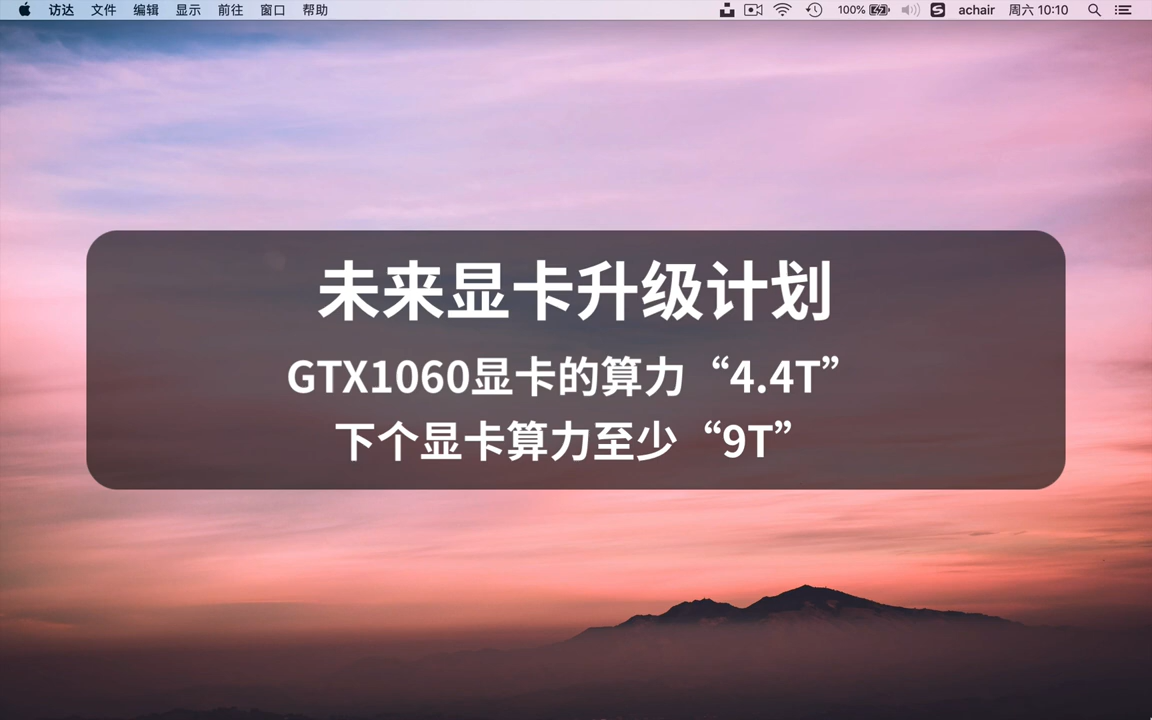 访达 文件 编辑 显示 前往 窗口 帮助 100% achair 周六 10:10
未来显卡升级计划
GTX1060显卡的算力“4.4T”
下个显卡算力至少“9T”